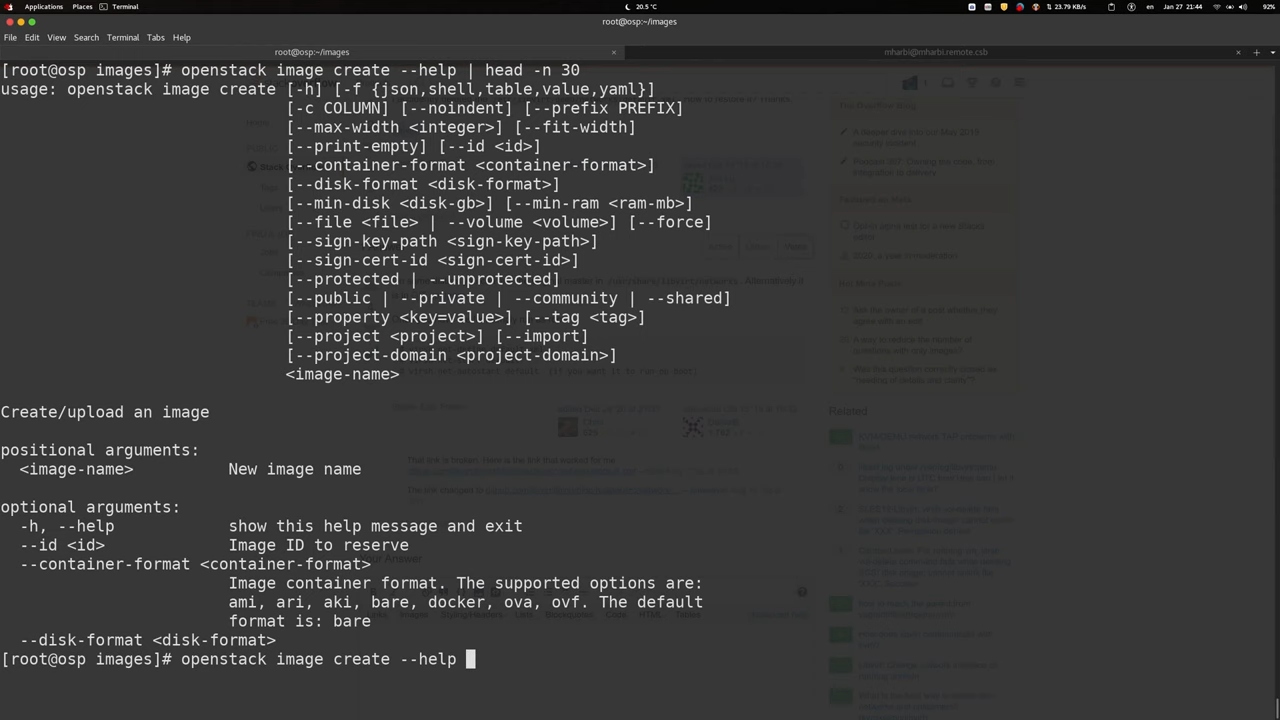 Applications Places Terminal 20.5 °C 23.79 KB/s en Jan 27 21:44 92%
root@osp:~/images
File Edit View Search Terminal Tabs Help
root@osp:~/images × mharbi@mharbi.remote.csb ×
[root@osp images]# openstack image create --help | head -n 30
usage: openstack image create [-h] [-f {json,shell,table,value,yaml}]
[-c COLUMN] [--noindent] [--prefix PREFIX]
[--max-width <integer>] [--fit-width]
[--print-empty] [--id <id>]
[--container-format <container-format>]
[--disk-format <disk-format>]
[--min-disk <disk-gb>] [--min-ram <ram-mb>]
[--file <file> | --volume <volume>] [--force]
[--sign-key-path <sign-key-path>]
[--sign-cert-id <sign-cert-id>]
[--protected | --unprotected]
[--public | --private | --community | --shared]
[--property <key=value>] [--tag <tag>]
[--project <project>] [--import]
[--project-domain <project-domain>]
<image-name>
Create/upload an image
positional arguments:
<image-name> New image name
optional arguments:
-h, --help show this help message and exit
--id <id> Image ID to reserve
--container-format <container-format>
Image container format. The supported options are:
ami, ari, aki, bare, docker, ova, ovf. The default
format is: bare
--disk-format <disk-format>
[root@osp images]# openstack image create --help